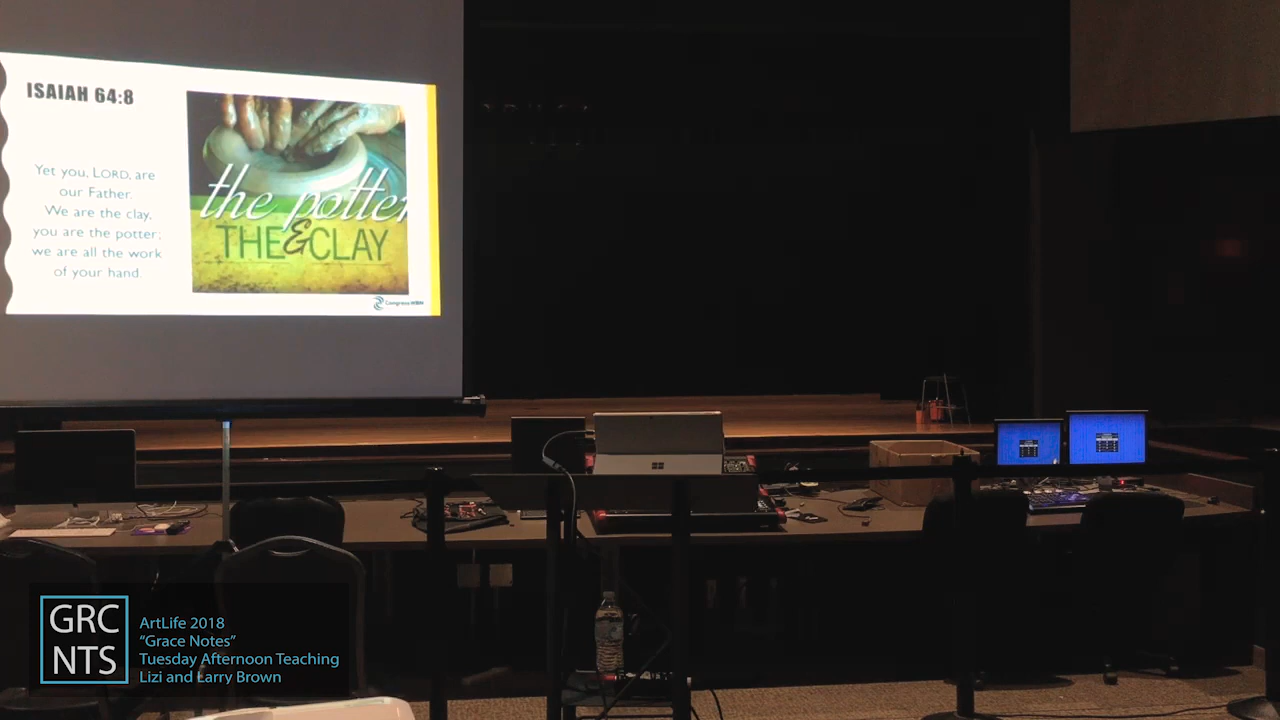 ISAIAH 64:8
Yet you, LORD, are
our Father.
We are the clay,
you are the potter;
we are all the work
of your hand.
the potter
THE & CLAY
GRC
NTS
ArtLife 2018
“Grace Notes”
Tuesday Afternoon Teaching
Lizi and Larry Brown